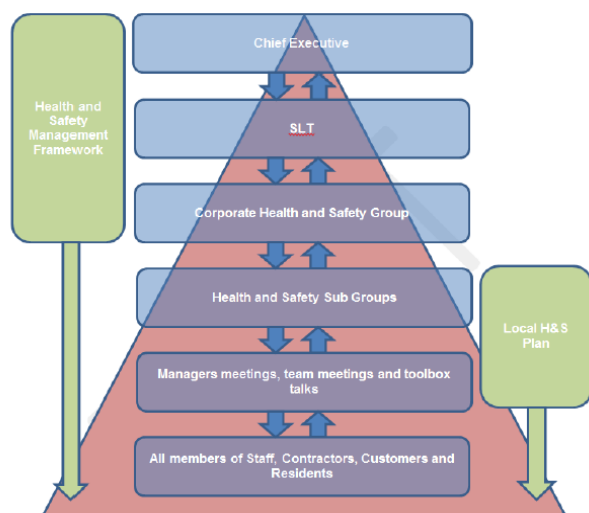 Chief Executive
Health and
Safety
Management
Framework
SLT
Corporate Health and Safety Group
Health and Safety Sub Groups
Local H&S
Plan
Managers meetings, team meetings and toolbox
talks
All members of Staff, Contractors, Customers and
Residents